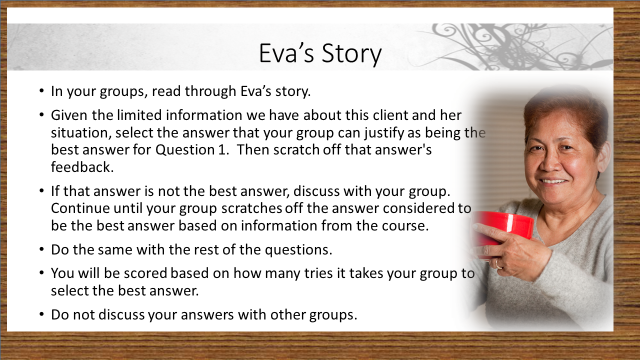 Eva’s Story
• In your groups, read through Eva’s story.
• Given the limited information we have about this client and her
situation, select the answer that your group can justify as being the
best answer for Question 1.  Then scratch off that answer's
feedback.
• If that answer is not the best answer, discuss with your group.
Continue until your group scratches off the answer considered to
be the best answer based on information from the course.
• Do the same with the rest of the questions.
• You will be scored based on how many tries it takes your group to
select the best answer.
• Do not discuss your answers with other groups.